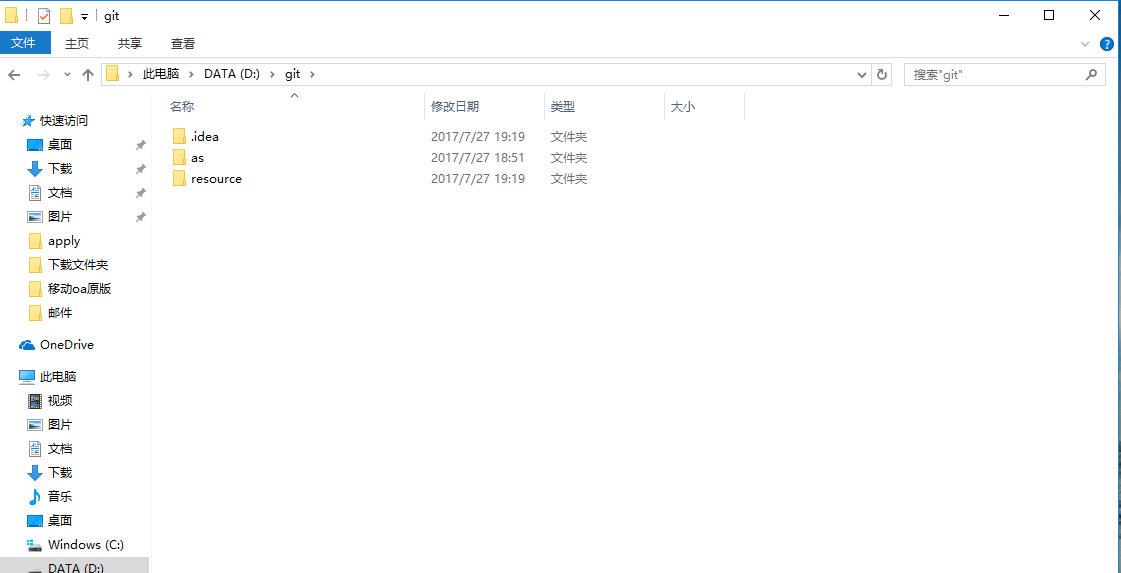 git
文件 主页 共享 查看
此电脑 DATA (D:) git 搜索"git"
名称 修改日期 类型 大小
.idea 2017/7/27 19:19 文件夹
as 2017/7/27 18:51 文件夹
resource 2017/7/27 19:19 文件夹
快速访问
桌面
下载
文档
图片
apply
下载文件夹
移动oa原版
邮件
OneDrive
此电脑
视频
图片
文档
下载
音乐
桌面
Windows (C:)
DATA (D:)